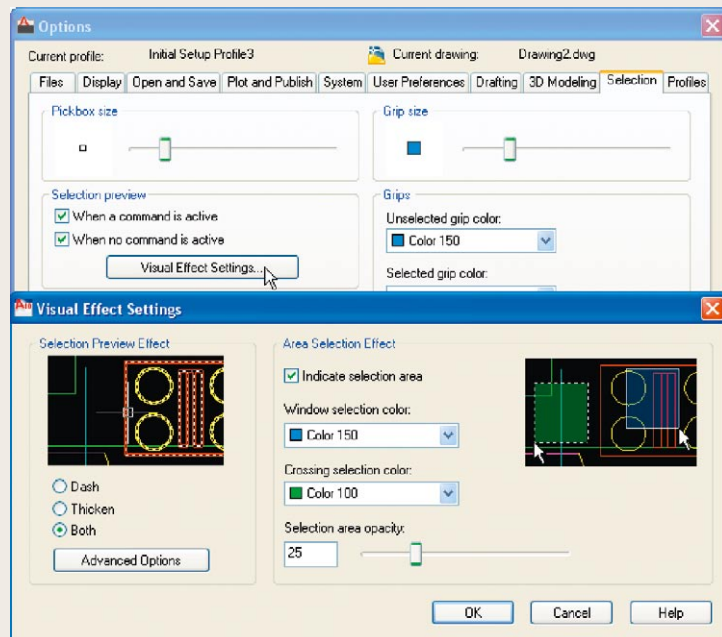 Options
Current profile: Initial Setup Profile3 Current drawing: Drawing2.dwg
Files Display Open and Save Plot and Publish System User Preferences Drafting 3D Modeling Selection Profiles
Pickbox size Grip size
Selection preview Grips
When a command is active Unselected grip color:
When no command is active Color 150
Visual Effect Settings... Selected grip color:
Visual Effect Settings
Selection Preview Effect
Dash
Thicken
Both
Advanced Options
Area Selection Effect
Indicate selection area
Window selection color:
Color 150
Crossing selection color:
Color 100
Selection area opacity:
25
OK Cancel Help